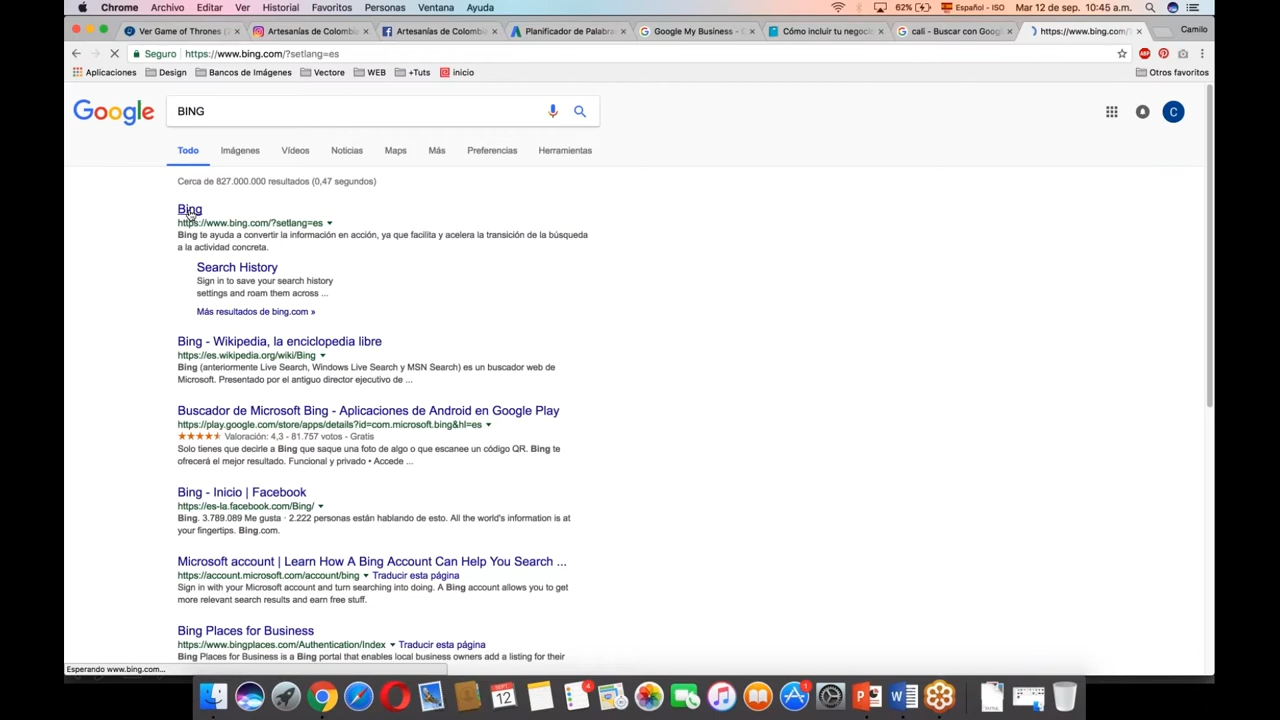 Chrome Archivo Editar Ver Historial Favoritos Personas Ventana Ayuda 62% Español - ISO Mar 12 de sep. 10:45 a.m.
Ver Game of Thrones ( Artesanías de Colombia Artesanías de Colombia Planificador de Palabra Google My Business - C Cómo incluir tu negocio cali - Buscar con Google https://www.bing.com/ Camilo
Seguro https://www.bing.com/?setlang=es ABP
Aplicaciones Design Bancos de Imágenes Vectore WEB +Tuts inicio Otros favoritos
Google BING C
Todo Imágenes Vídeos Noticias Maps Más Preferencias Herramientas
Cerca de 827.000.000 resultados (0,47 segundos)
Bing
https://www.bing.com/?setlang=es
Bing te ayuda a convertir la información en acción, ya que facilita y acelera la transición de la búsqueda
a la actividad concreta.
Search History
Sign in to save your search history
settings and roam them across ...
Más resultados de bing.com »
Bing - Wikipedia, la enciclopedia libre
https://es.wikipedia.org/wiki/Bing
Bing (anteriormente Live Search, Windows Live Search y MSN Search) es un buscador web de
Microsoft. Presentado por el antiguo director ejecutivo de ...
Buscador de Microsoft Bing - Aplicaciones de Android en Google Play
https://play.google.com/store/apps/details?id=com.microsoft.bing&hl=es
Valoración: 4,3 - 81.757 votos - Gratis
Solo tienes que decirle a Bing que saque una foto de algo o que escanee un código QR. Bing te
ofrecerá el mejor resultado. Funcional y privado • Accede ...
Bing - Inicio | Facebook
https://es-la.facebook.com/Bing/
Bing. 3.789.089 Me gusta · 2.222 personas están hablando de esto. All the world's information is at
your fingertips. Bing.com.
Microsoft account | Learn How A Bing Account Can Help You Search ...
https://account.microsoft.com/account/bing Traducir esta página
Sign in with your Microsoft account and turn searching into doing. A Bing account allows you to get
more relevant search results and earn free stuff.
Bing Places for Business
https://www.bingplaces.com/Authentication/Index Traducir esta página
Bing Places for Business is a Bing portal that enables local business owners add a listing for their
Esperando www.bing.com...
SEPT 12 4 1 P W